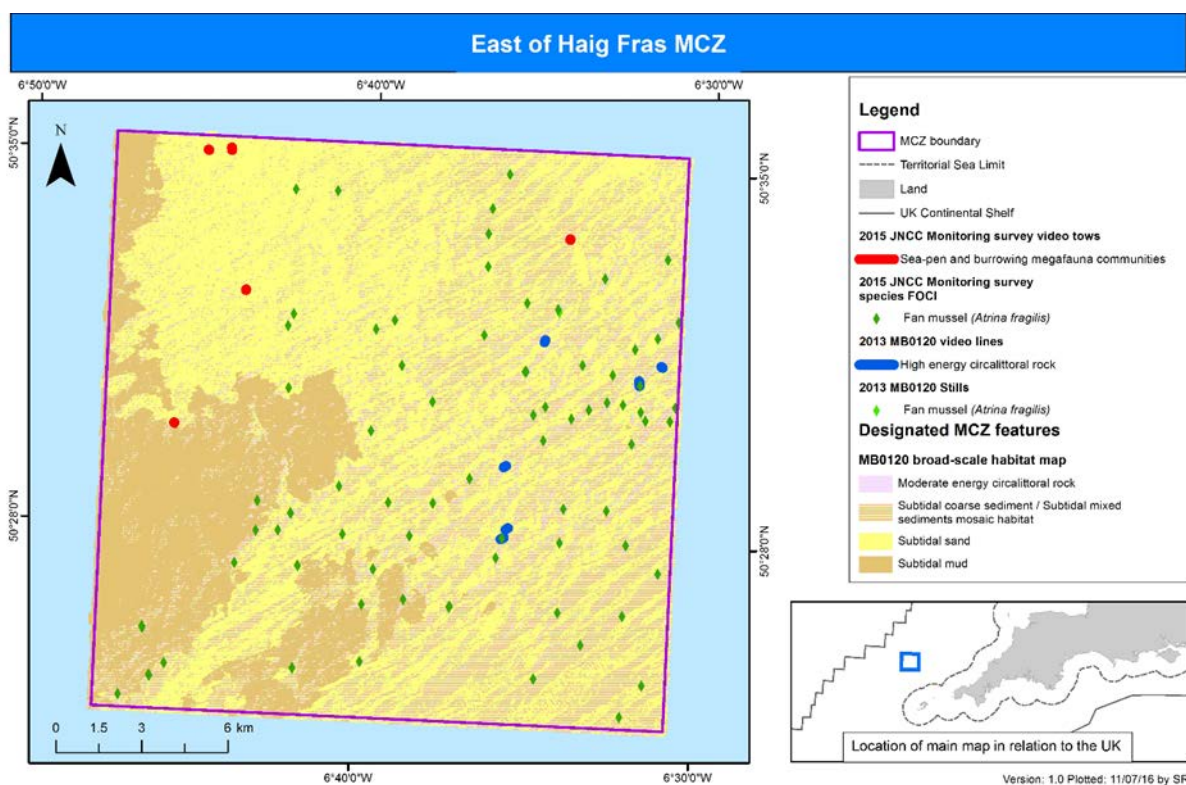 East of Haig Fras MCZ
6°50'0"W
6°40'0"W
6°30'0"W
N
50°35'0"N
50°35'0"N
50°28'0"N
50°28'0"N
0 1.5 3 6 km
6°40'0"W
6°30'0"W
Legend
MCZ boundary
Territorial Sea Limit
Land
UK Continental Shelf
2015 JNCC Monitoring survey video tows
Sea-pen and burrowing megafauna communities
2015 JNCC Monitoring survey
species FOCI
Fan mussel (Atrina fragilis)
2013 MB0120 video lines
High energy circalittoral rock
2013 MB0120 Stills
Fan mussel (Atrina fragilis)
Designated MCZ features
MB0120 broad-scale habitat map
Moderate energy circalittoral rock
Subtidal coarse sediment / Subtidal mixed
sediments mosaic habitat
Subtidal sand
Subtidal mud
Location of main map in relation to the UK
Version: 1.0 Plotted: 11/07/16 by SR